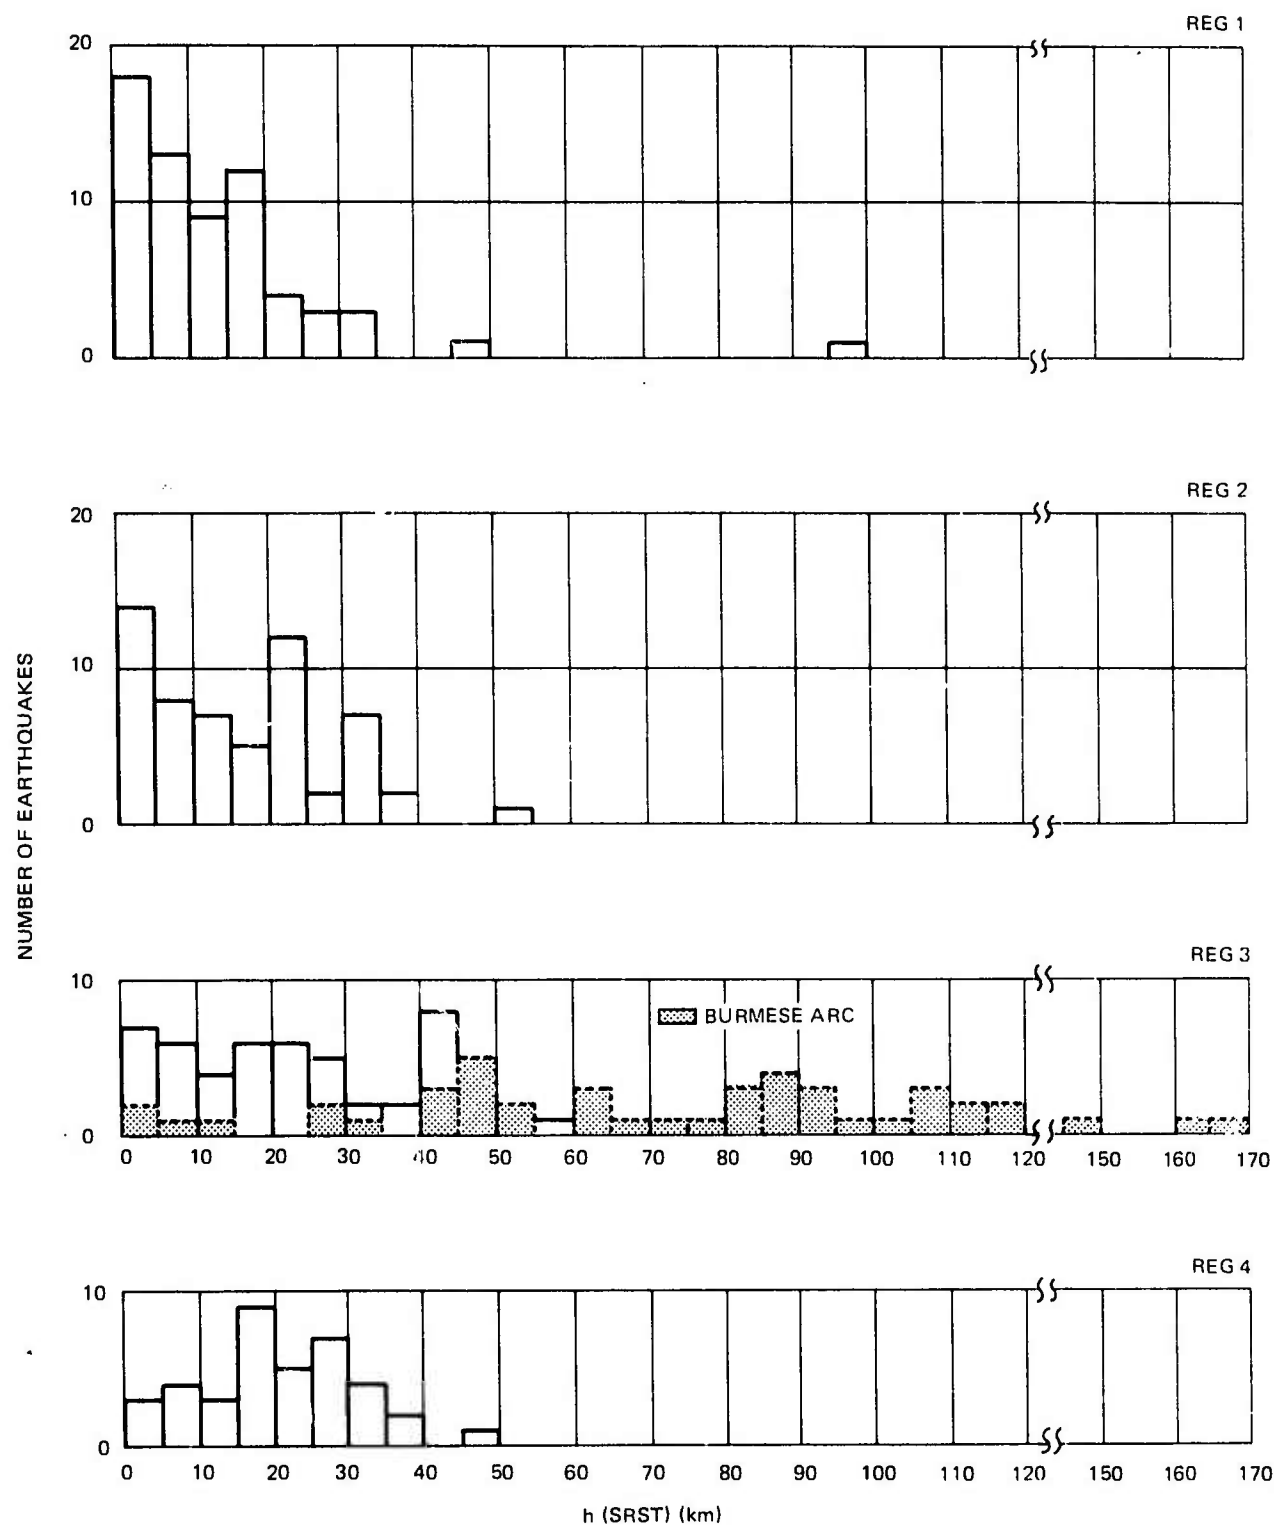 REG 1
20
10
0
REG 2
20
10
0
NUMBER OF EARTHQUAKES
REG 3
10
BURMESE ARC
0
0 10 20 30 40 50 60 70 80 90 100 110 120 150 160 170
REG 4
10
0
0 10 20 30 40 50 60 70 80 90 100 110 120 150 160 170
h (SRST) (km)